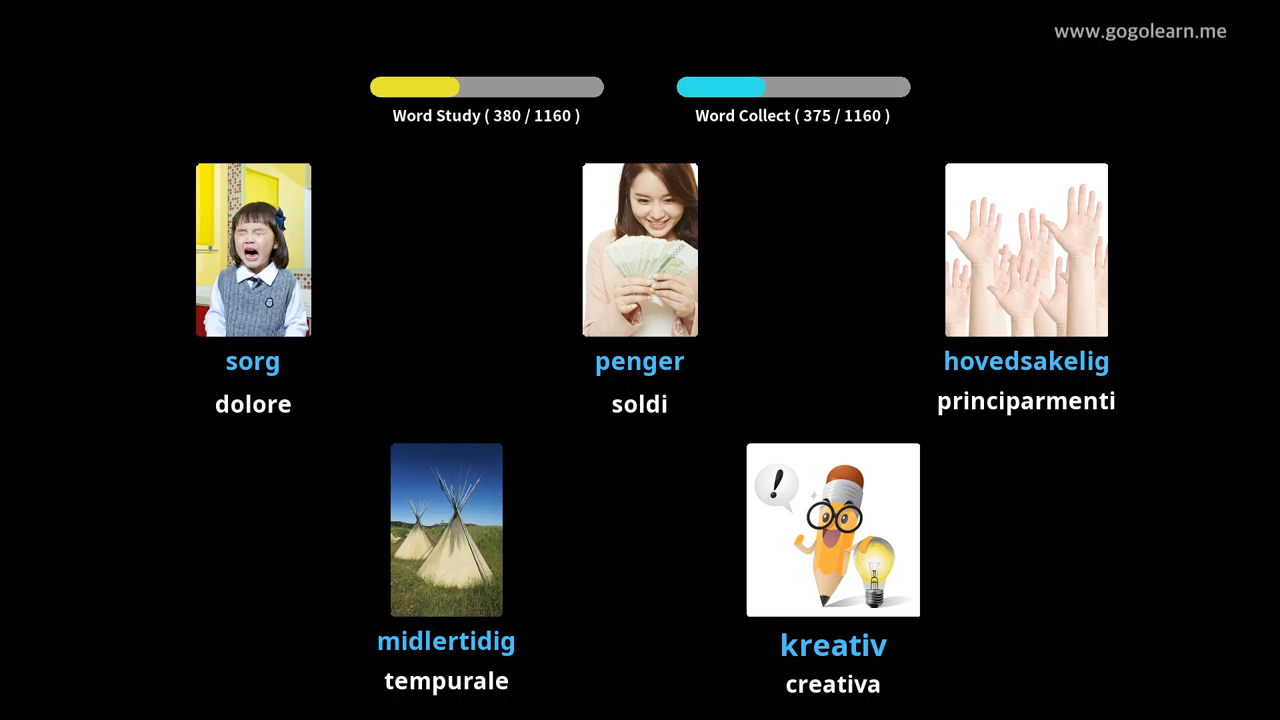 www.gogolearn.me
Word Study ( 380 / 1160 )
Word Collect ( 375 / 1160 )
sorg
penger
hovedsakelig
dolore
soldi
principarmenti
!
midlertidig
kreativ
tempurale
creativa